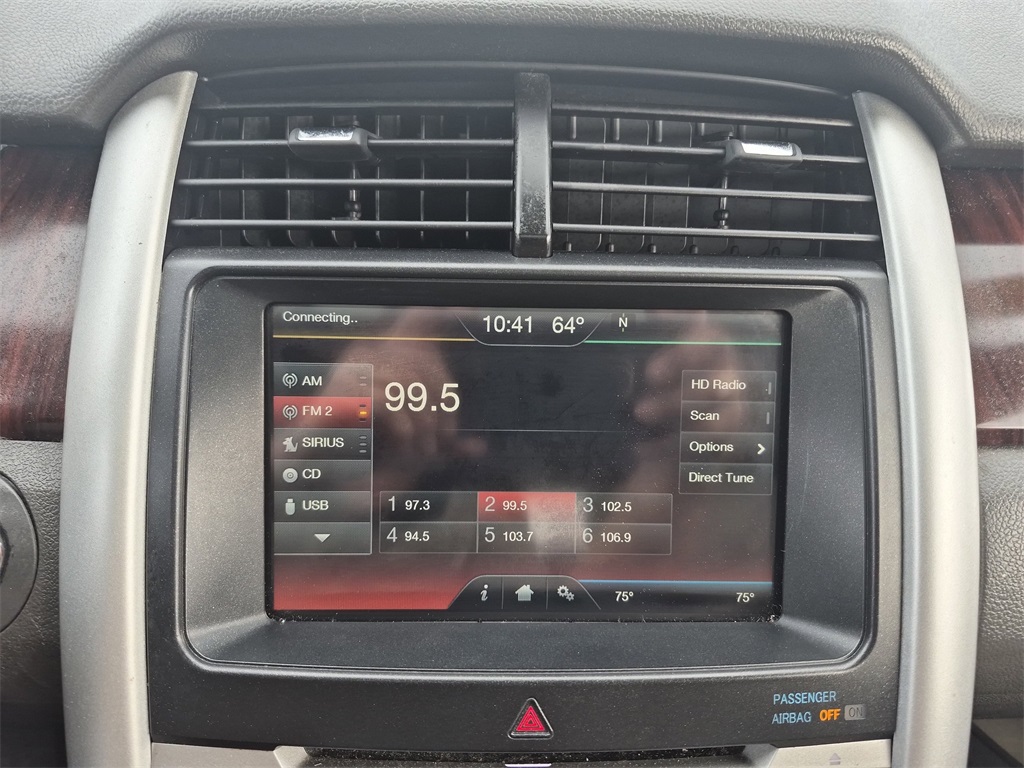 Connecting..
10:41 64° N
AM
FM 2
SIRIUS
CD
USB
99.5
HD Radio
Scan
Options
Direct Tune
1 97.3 2 99.5 3 102.5
4 94.5 5 103.7 6 106.9
i
75° 75°
PASSENGER
AIRBAG OFF ON